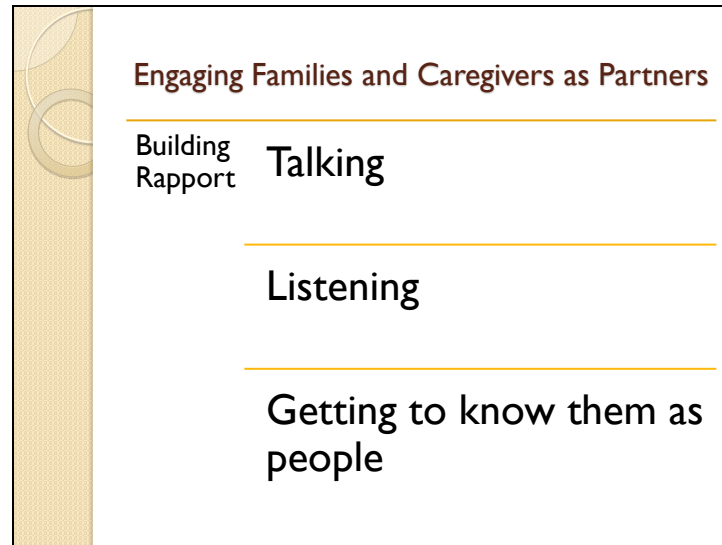 Engaging Families and Caregivers as Partners
Building
Rapport
Talking
Listening
Getting to know them as
people